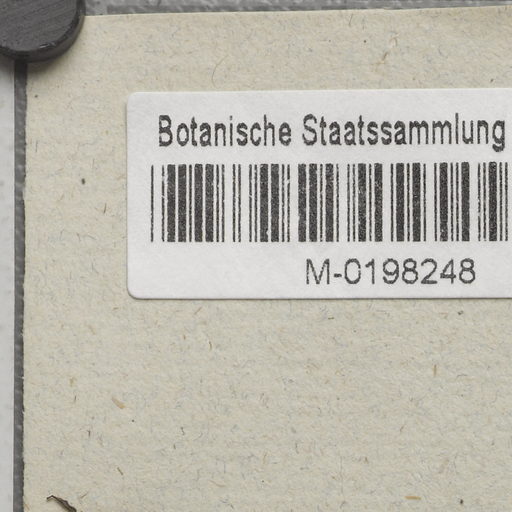 Botanische Staatssammlung
M-0198248